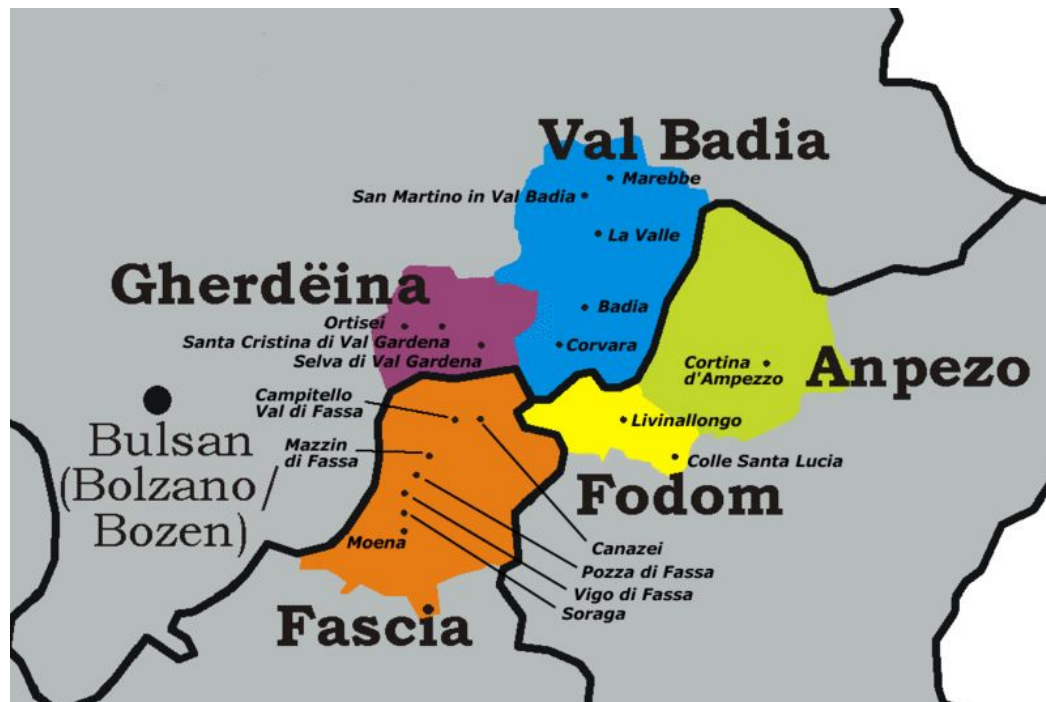 Val Badia
Marebbe
San Martino in Val Badia
La Valle
Gherdëina
Badia
Ortisei
Santa Cristina di Val Gardena
Corvara
Selva di Val Gardena
Cortina
d'Ampezzo
Anpezo
Campitello
Val di Fassa
Livinallongo
Bulsan
(Bolzano /
Bozen)
Mazzin
di Fassa
Colle Santa Lucia
Fodom
Moena
Canazei
Pozza di Fassa
Vigo di Fassa
Soraga
Fascia